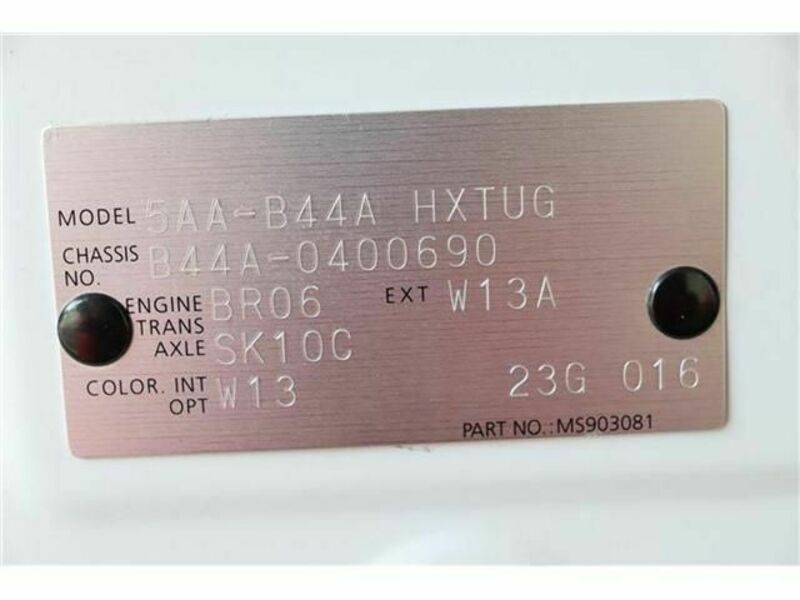 MODEL 5AA-B44A HXTUG
CHASSIS NO. B44A-0400690
ENGINE BR06 EXT W13A
TRANS AXLE SK10C
COLOR. INT OPT W13 23G 016
PART NO.:MS903081